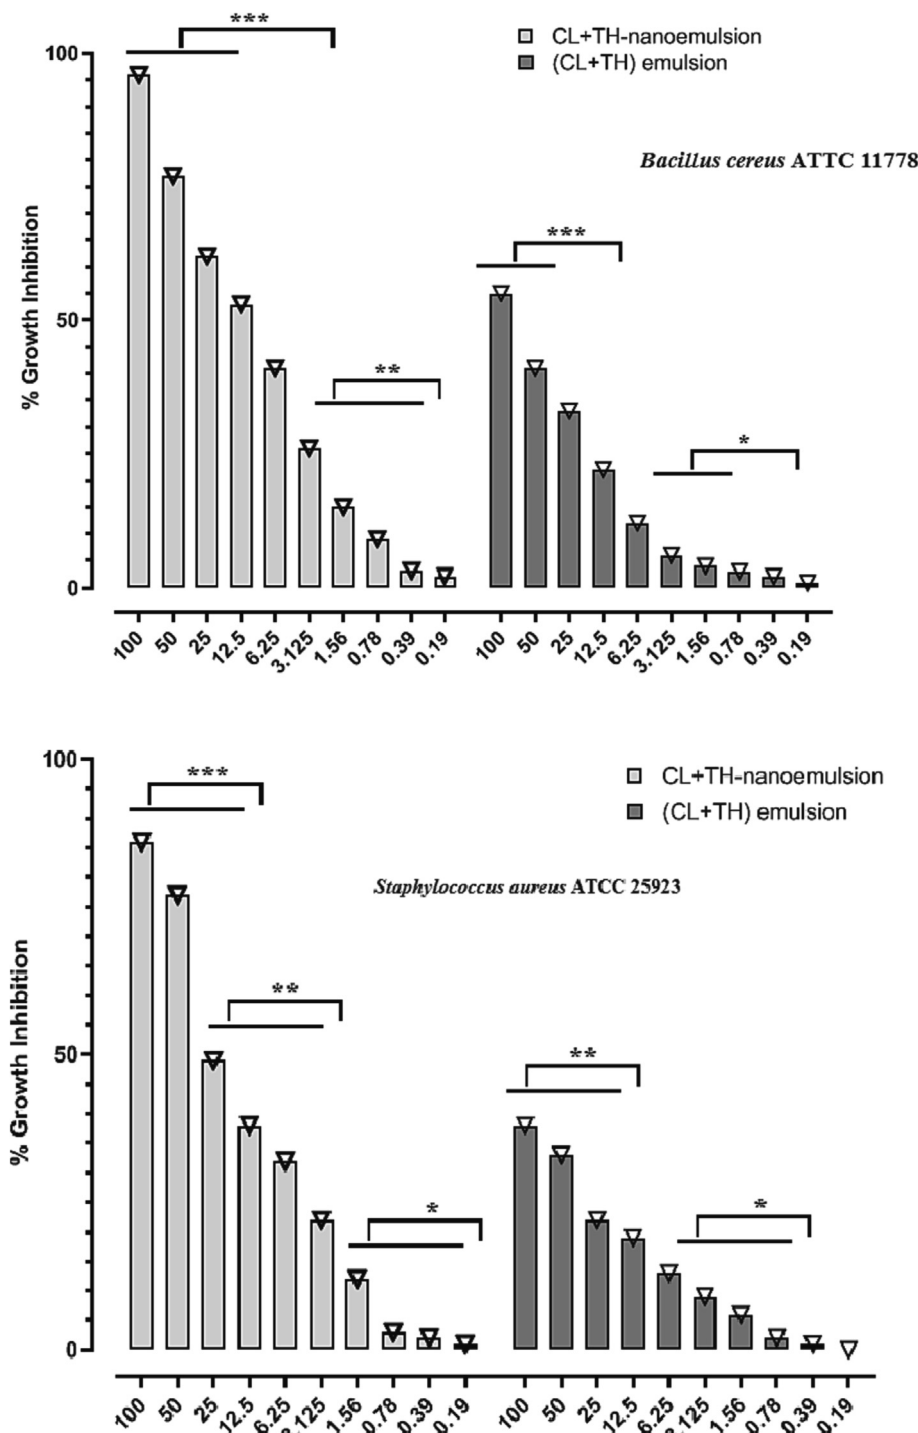 ***
CL+TH-nanoemulsion
(CL+TH) emulsion
100
Bacillus cereus ATTC 11778
% Growth Inhibition
***
50
**
*
0
100 50 25 12.5 6.25 3.125 1.56 0.78 0.39 0.19 100 50 25 12.5 6.25 3.125 1.56 0.78 0.39 0.19
100
***
CL+TH-nanoemulsion
(CL+TH) emulsion
Staphylococcus aureus ATCC 25923
% Growth Inhibition
**
50
**
*
*
0
100 50 25 12.5 6.25 3.125 1.56 0.78 0.39 0.19 100 50 25 12.5 6.25 3.125 1.56 0.78 0.39 0.19